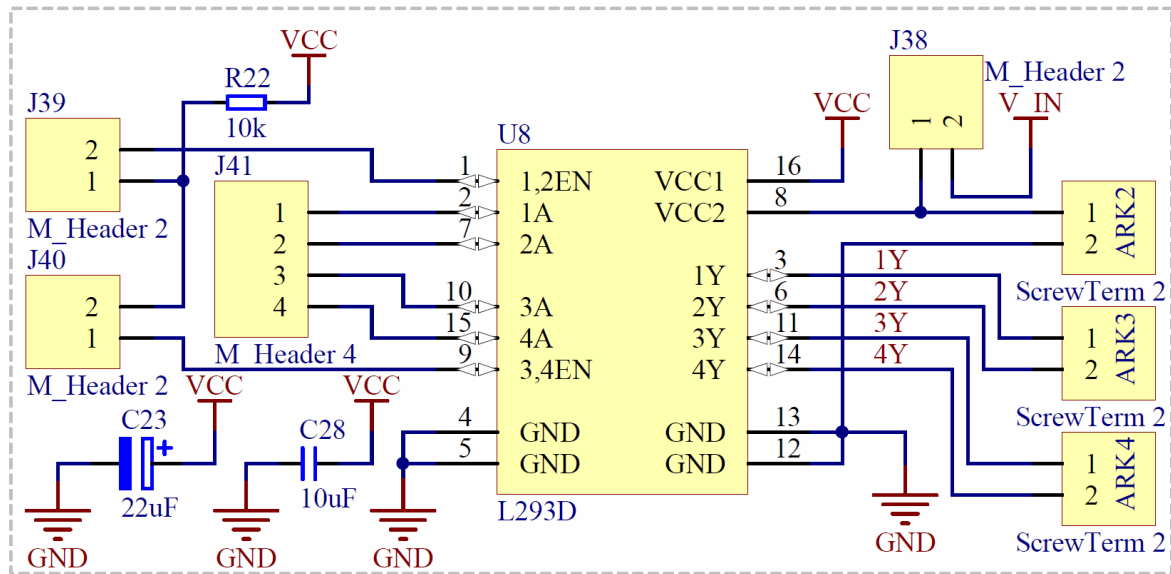 VCC
R22
10k
J39
2
1
M_Header 2
J40
2
1
M_Header 2
J41
1
2
3
4
M_Header 4
VCC
C23
+
22uF
GND
VCC
C28
10uF
GND
GND
U8
1
1,2EN
2
1A
7
2A
10
3A
15
4A
9
3,4EN
4
GND
5
GND
VCC1
16
VCC2
8
1Y
3
2Y
6
3Y
11
4Y
14
GND
13
GND
12
L293D
VCC
J38
M_Header 2
1
2
V_IN
1Y
2Y
3Y
4Y
1
2
ARK2
ScrewTerm 2
1
2
ARK3
ScrewTerm 2
1
2
ARK4
ScrewTerm 2
GND